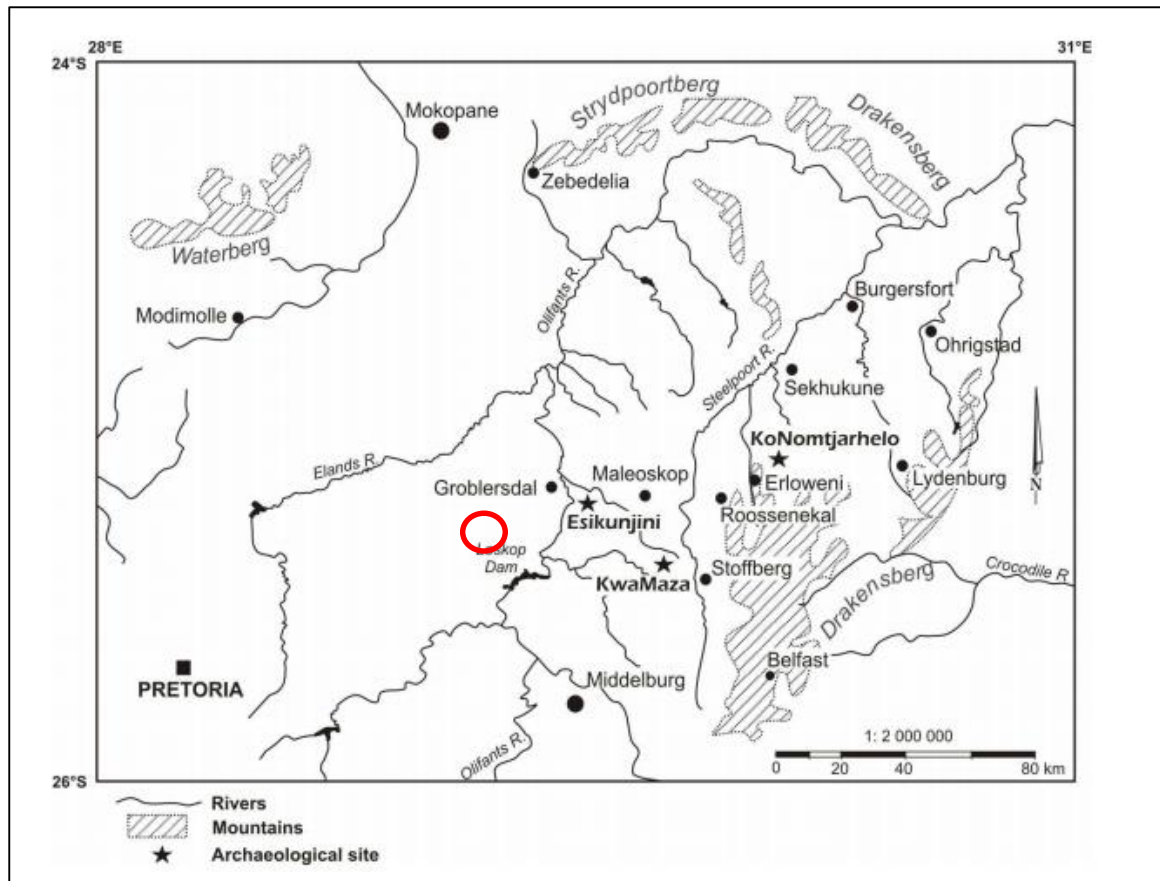 28°E
31°E
24°S
Strydpoortberg
Drakensberg
Mokopane
Zebedelia
Waterberg
Modimolle
Olifants R.
Burgersfort
Ohrigstad
Steelpoort R.
Sekhukune
KoNomtjarhelo
Elands R.
Groblersdal
Maleoskop
Erloweni
Lydenburg
N
Esikunjini
Roossenekal
Loskop
Dam
KwaMaza
Stoffberg
Drakensberg
Crocodile R
PRETORIA
Belfast
Middelburg
Olifants R.
1: 2 000 000
0 20 40 80 km
26°S
Rivers
Mountains
Archaeological site